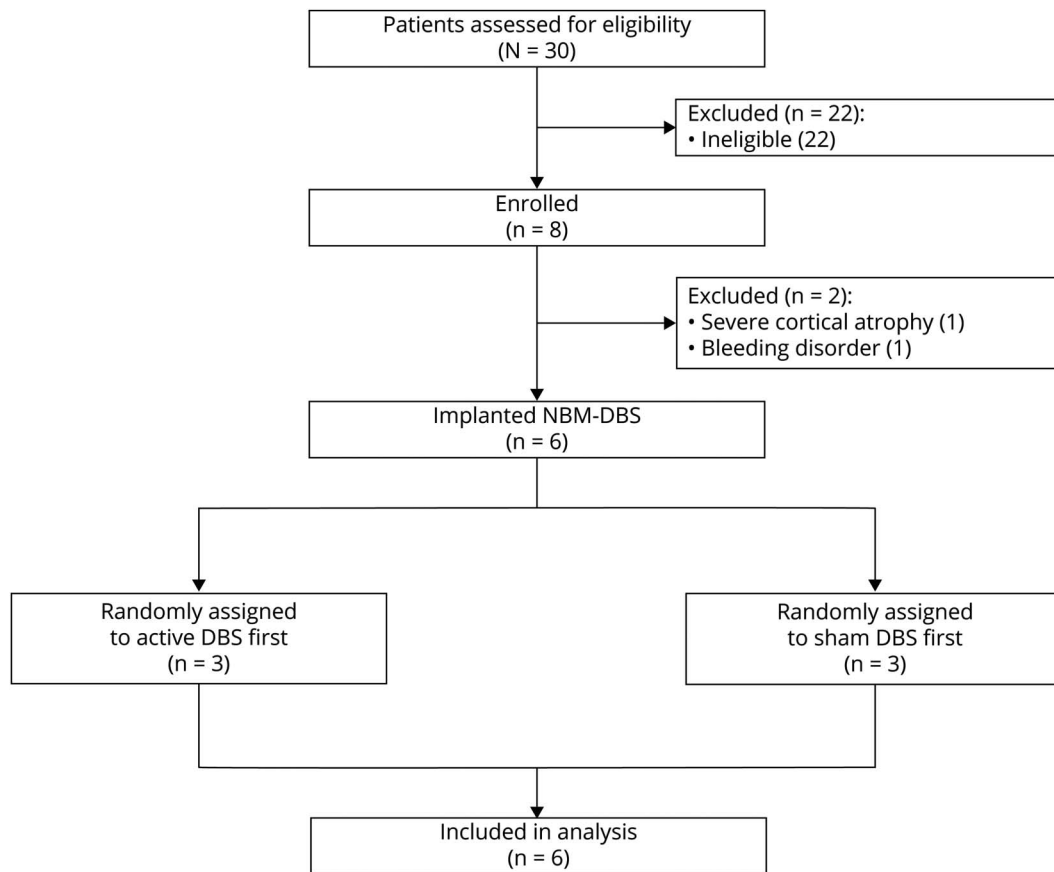 Patients assessed for eligibility
(N = 30)
Excluded (n = 22):
• Ineligible (22)
Enrolled
(n = 8)
Excluded (n = 2):
• Severe cortical atrophy (1)
• Bleeding disorder (1)
Implanted NBM-DBS
(n = 6)
Randomly assigned
to active DBS first
(n = 3)
Randomly assigned
to sham DBS first
(n = 3)
Included in analysis
(n = 6)